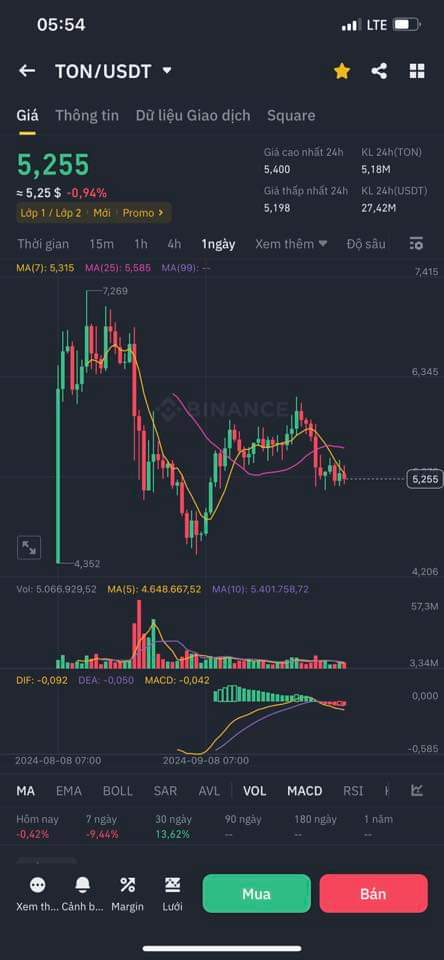 05:54 LTE
TON/USDT
Giá Thông tin Dữ liệu Giao dịch Square
5,255
≈ 5,25 $ -0,94%
Lớp 1 / Lớp 2 Mới Promo
Giá cao nhất 24h KL 24h(TON)
5,400 5,18M
Giá thấp nhất 24h KL 24h(USDT)
5,198 27,42M
Thời gian 15m 1h 4h 1ngày Xem thêm Độ sâu
MA(7): 5,315 MA(25): 5,585 MA(99): --
7,415
7,269
6,345
BINANCE
5,255
4,352
4,206
Vol: 5.066.929,52 MA(5): 4.648.667,52 MA(10): 5.401.758,72
57,3M
3,34M
DIF: -0,092 DEA: -0,050 MACD: -0,042
0,000
-0,585
2024-08-08 07:00 2024-09-08 07:00
MA EMA BOLL SAR AVL VOL MACD RSI
Hôm nay 7 ngày 30 ngày 90 ngày 180 ngày 1 năm
-0,42% -9,44% 13,62% -- -- --
Xem th... Cảnh b... Margin Lưới
Mua Bán